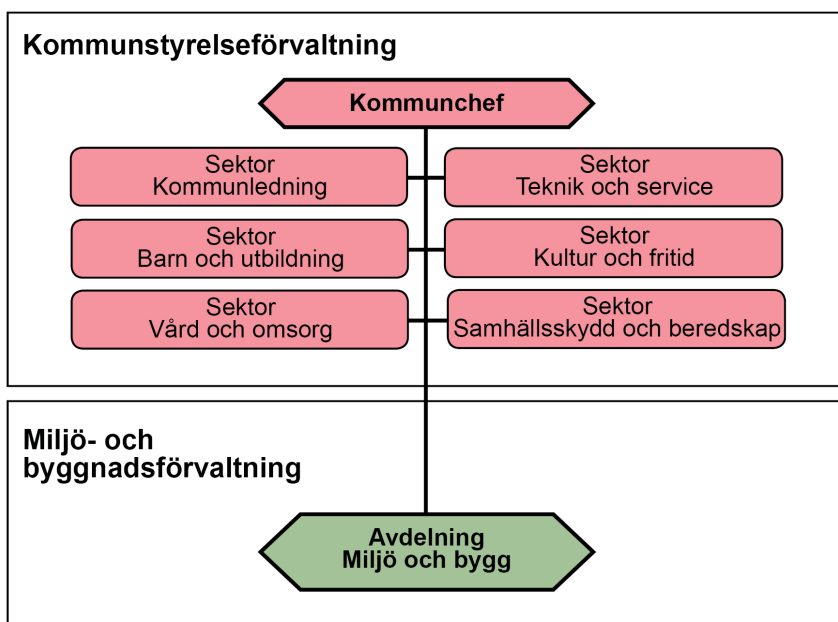 Kommunstyrelseförvaltning
Kommunchef
Sektor
Kommunledning
Sektor
Teknik och service
Sektor
Barn och utbildning
Sektor
Kultur och fritid
Sektor
Vård och omsorg
Sektor
Samhällsskydd och beredskap
Miljö- och
byggnadsförvaltning
Avdelning
Miljö och bygg